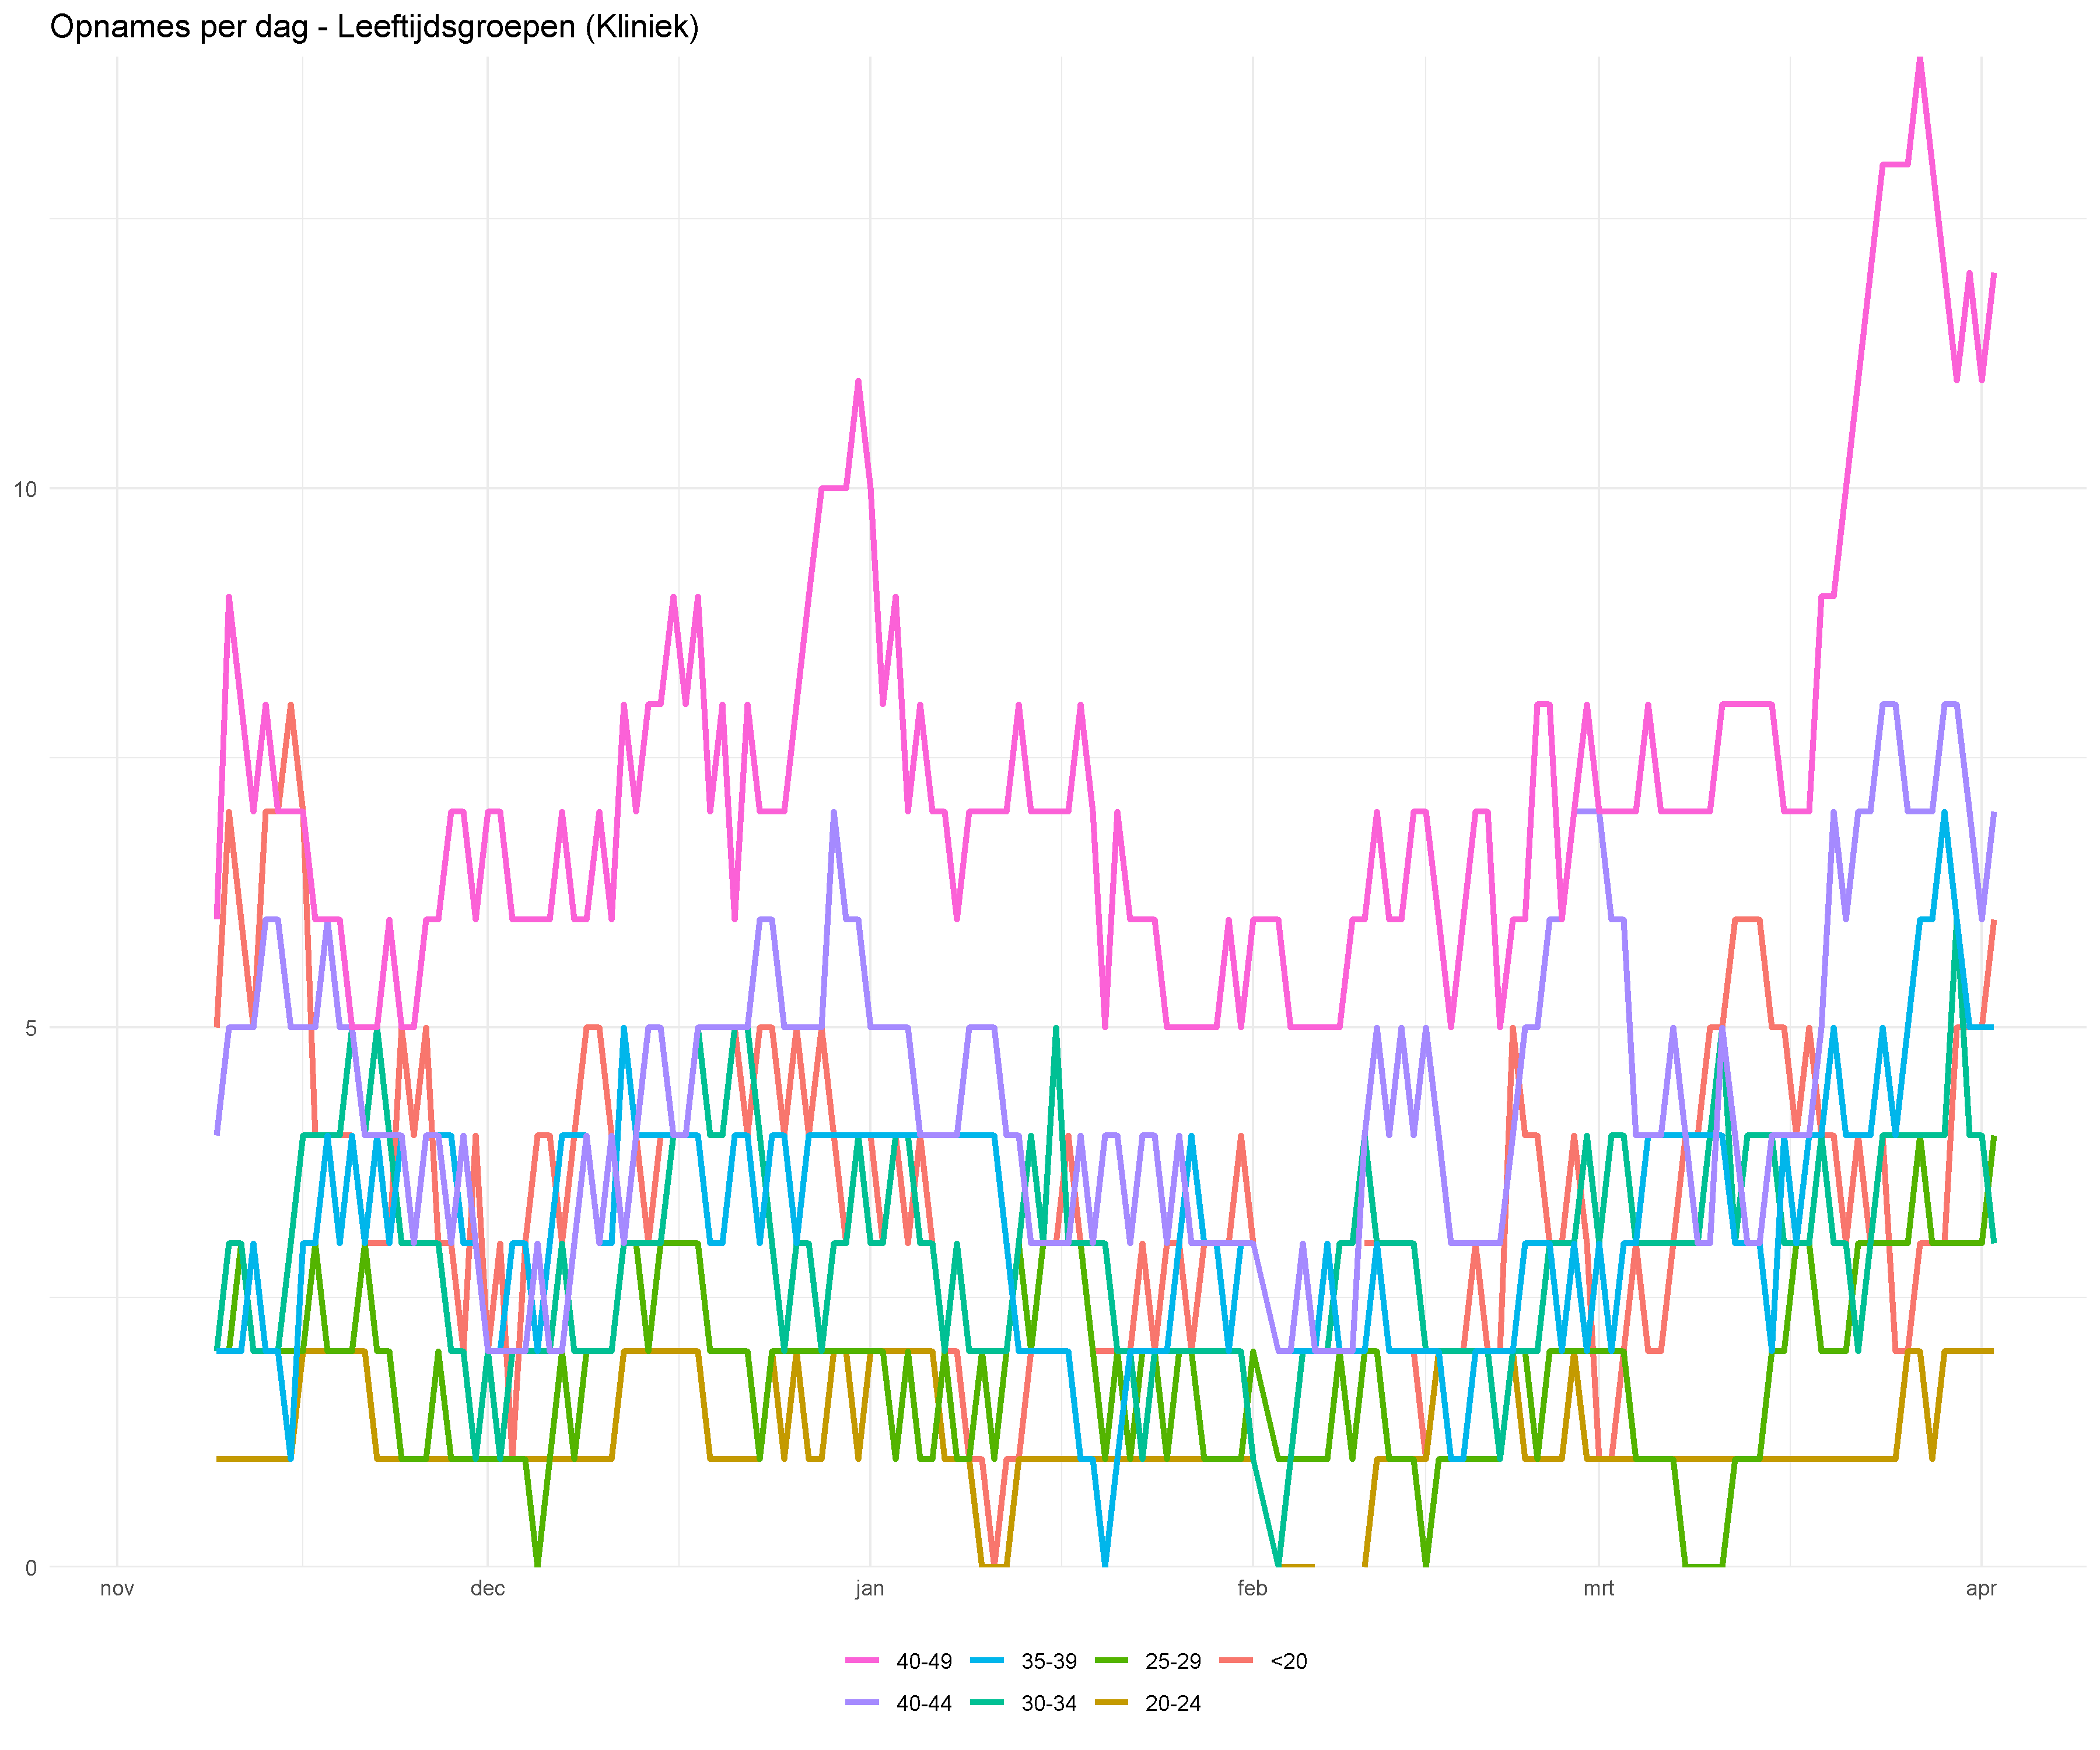 Opnames per dag - Leeftijdsgroepen (Kliniek)
10
5
0
nov dec jan feb mrt apr
40-49 35-39 25-29 <20
40-44 30-34 20-24